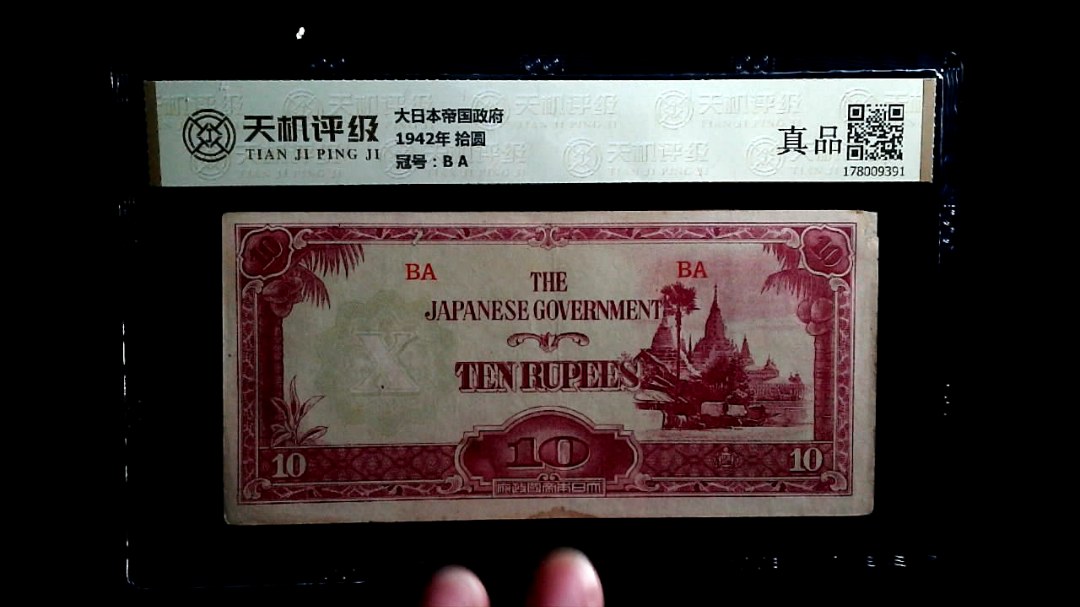 天机评级
TIAN JI PING JI
大日本帝国政府
1942年 拾圆
冠号：BA
真品
178009391
BA
BA
THE
JAPANESE GOVERNMENT
TEN RUPEES
X
10
10
10
府政國帝本日大